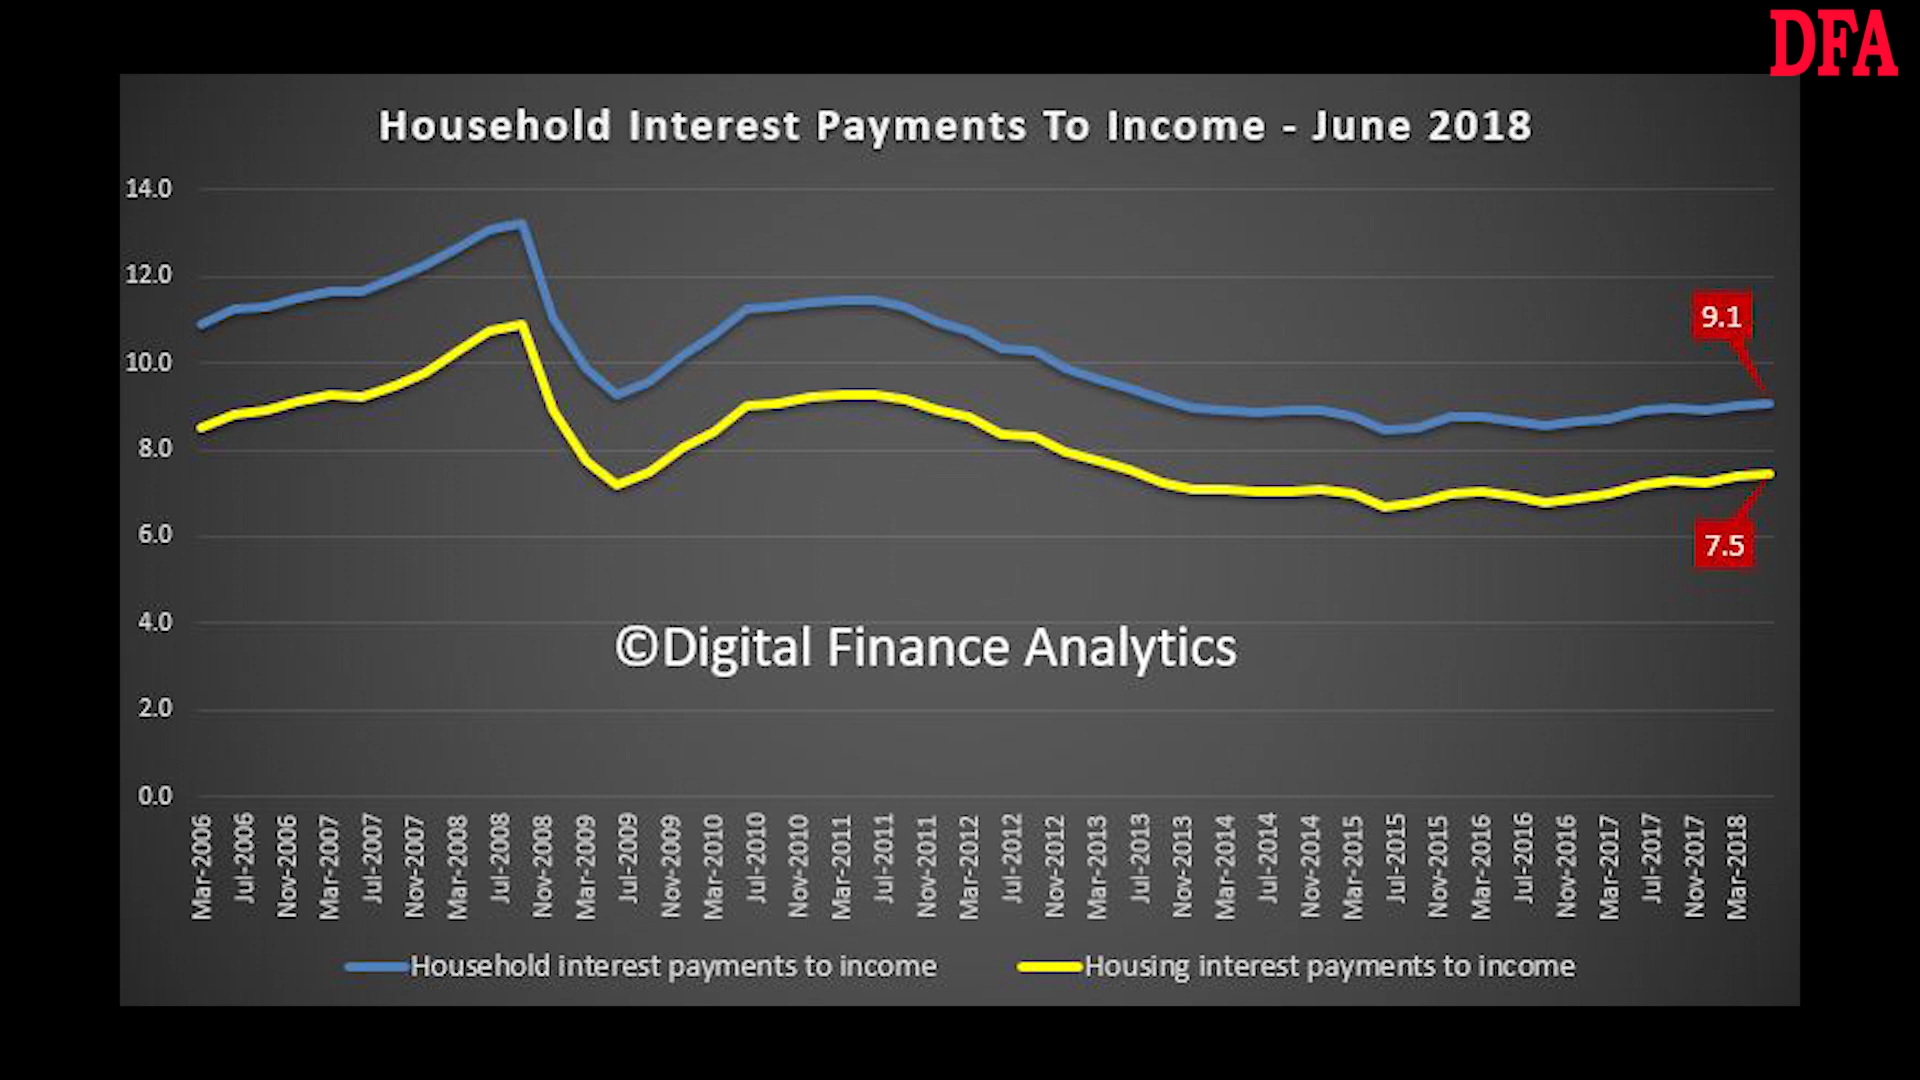 DFA
Household Interest Payments To Income - June 2018
14.0
12.0
10.0
8.0
6.0
4.0
2.0
0.0
9.1
7.5
©Digital Finance Analytics
Mar-2006
Jul-2006
Nov-2006
Mar-2007
Jul-2007
Nov-2007
Mar-2008
Jul-2008
Nov-2008
Mar-2009
Jul-2009
Nov-2009
Mar-2010
Jul-2010
Nov-2010
Mar-2011
Jul-2011
Nov-2011
Mar-2012
Jul-2012
Nov-2012
Mar-2013
Jul-2013
Nov-2013
Mar-2014
Jul-2014
Nov-2014
Mar-2015
Jul-2015
Nov-2015
Mar-2016
Jul-2016
Nov-2016
Mar-2017
Jul-2017
Nov-2017
Mar-2018
Household interest payments to income
Housing interest payments to income